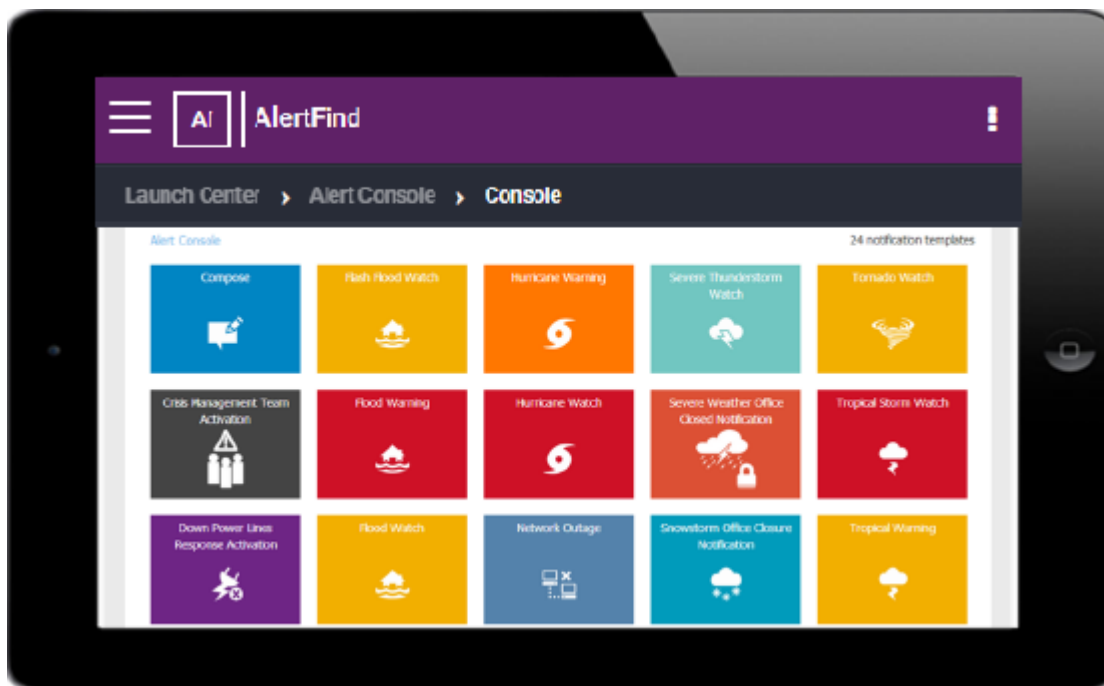 AI
AlertFind
Launch Center > Alert Console > Console
Alert Console
24 notification templates
Compose
Flash Flood Watch
Hurricane Warning
Severe Thunderstorm
Watch
Tornado Watch
Crisis Management Team
Activation
Flood Warning
Hurricane Watch
Severe Weather Office
Closed Notification
Tropical Storm Watch
Down Power Lines
Response Activation
Flood Watch
Network Outage
Snowstorm Office Closure
Notification
Tropical Warning